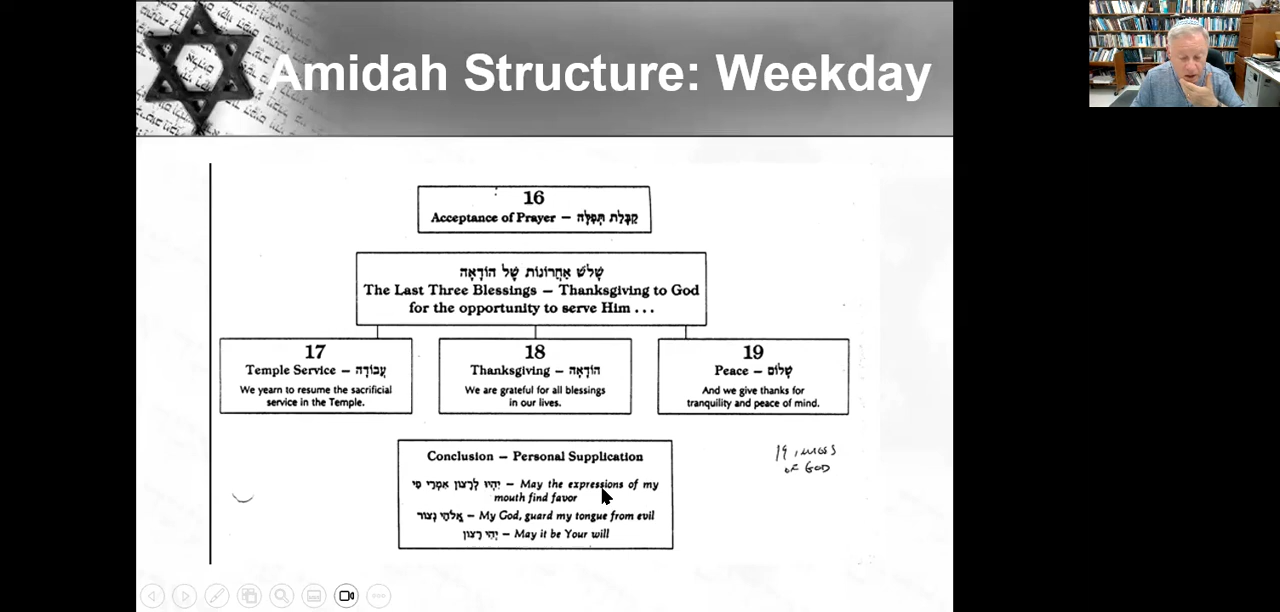 Amidah Structure: Weekday
16
Acceptance of Prayer – קַבָּלַת תְּפִלָּה
שָׁלֹשׁ אַחֲרוֹנוֹת שֶׁל הוֹדָאָה
The Last Three Blessings – Thanksgiving to God
for the opportunity to serve Him . . .
17
Temple Service – עֲבוֹדָה
We yearn to resume the sacrificial
service in the Temple.
18
Thanksgiving – הוֹדָאָה
We are grateful for all blessings
in our lives.
19
Peace – שָׁלוֹם
And we give thanks for
tranquility and peace of mind.
Conclusion – Personal Supplication
יִהְיוּ לְרָצוֹן אִמְרֵי פִי – May the expressions of my
mouth find favor
אֱלֹהַי נְצוֹר – My God, guard my tongue from evil
יְהִי רָצוֹן – May it be Your will
19
OF GOD